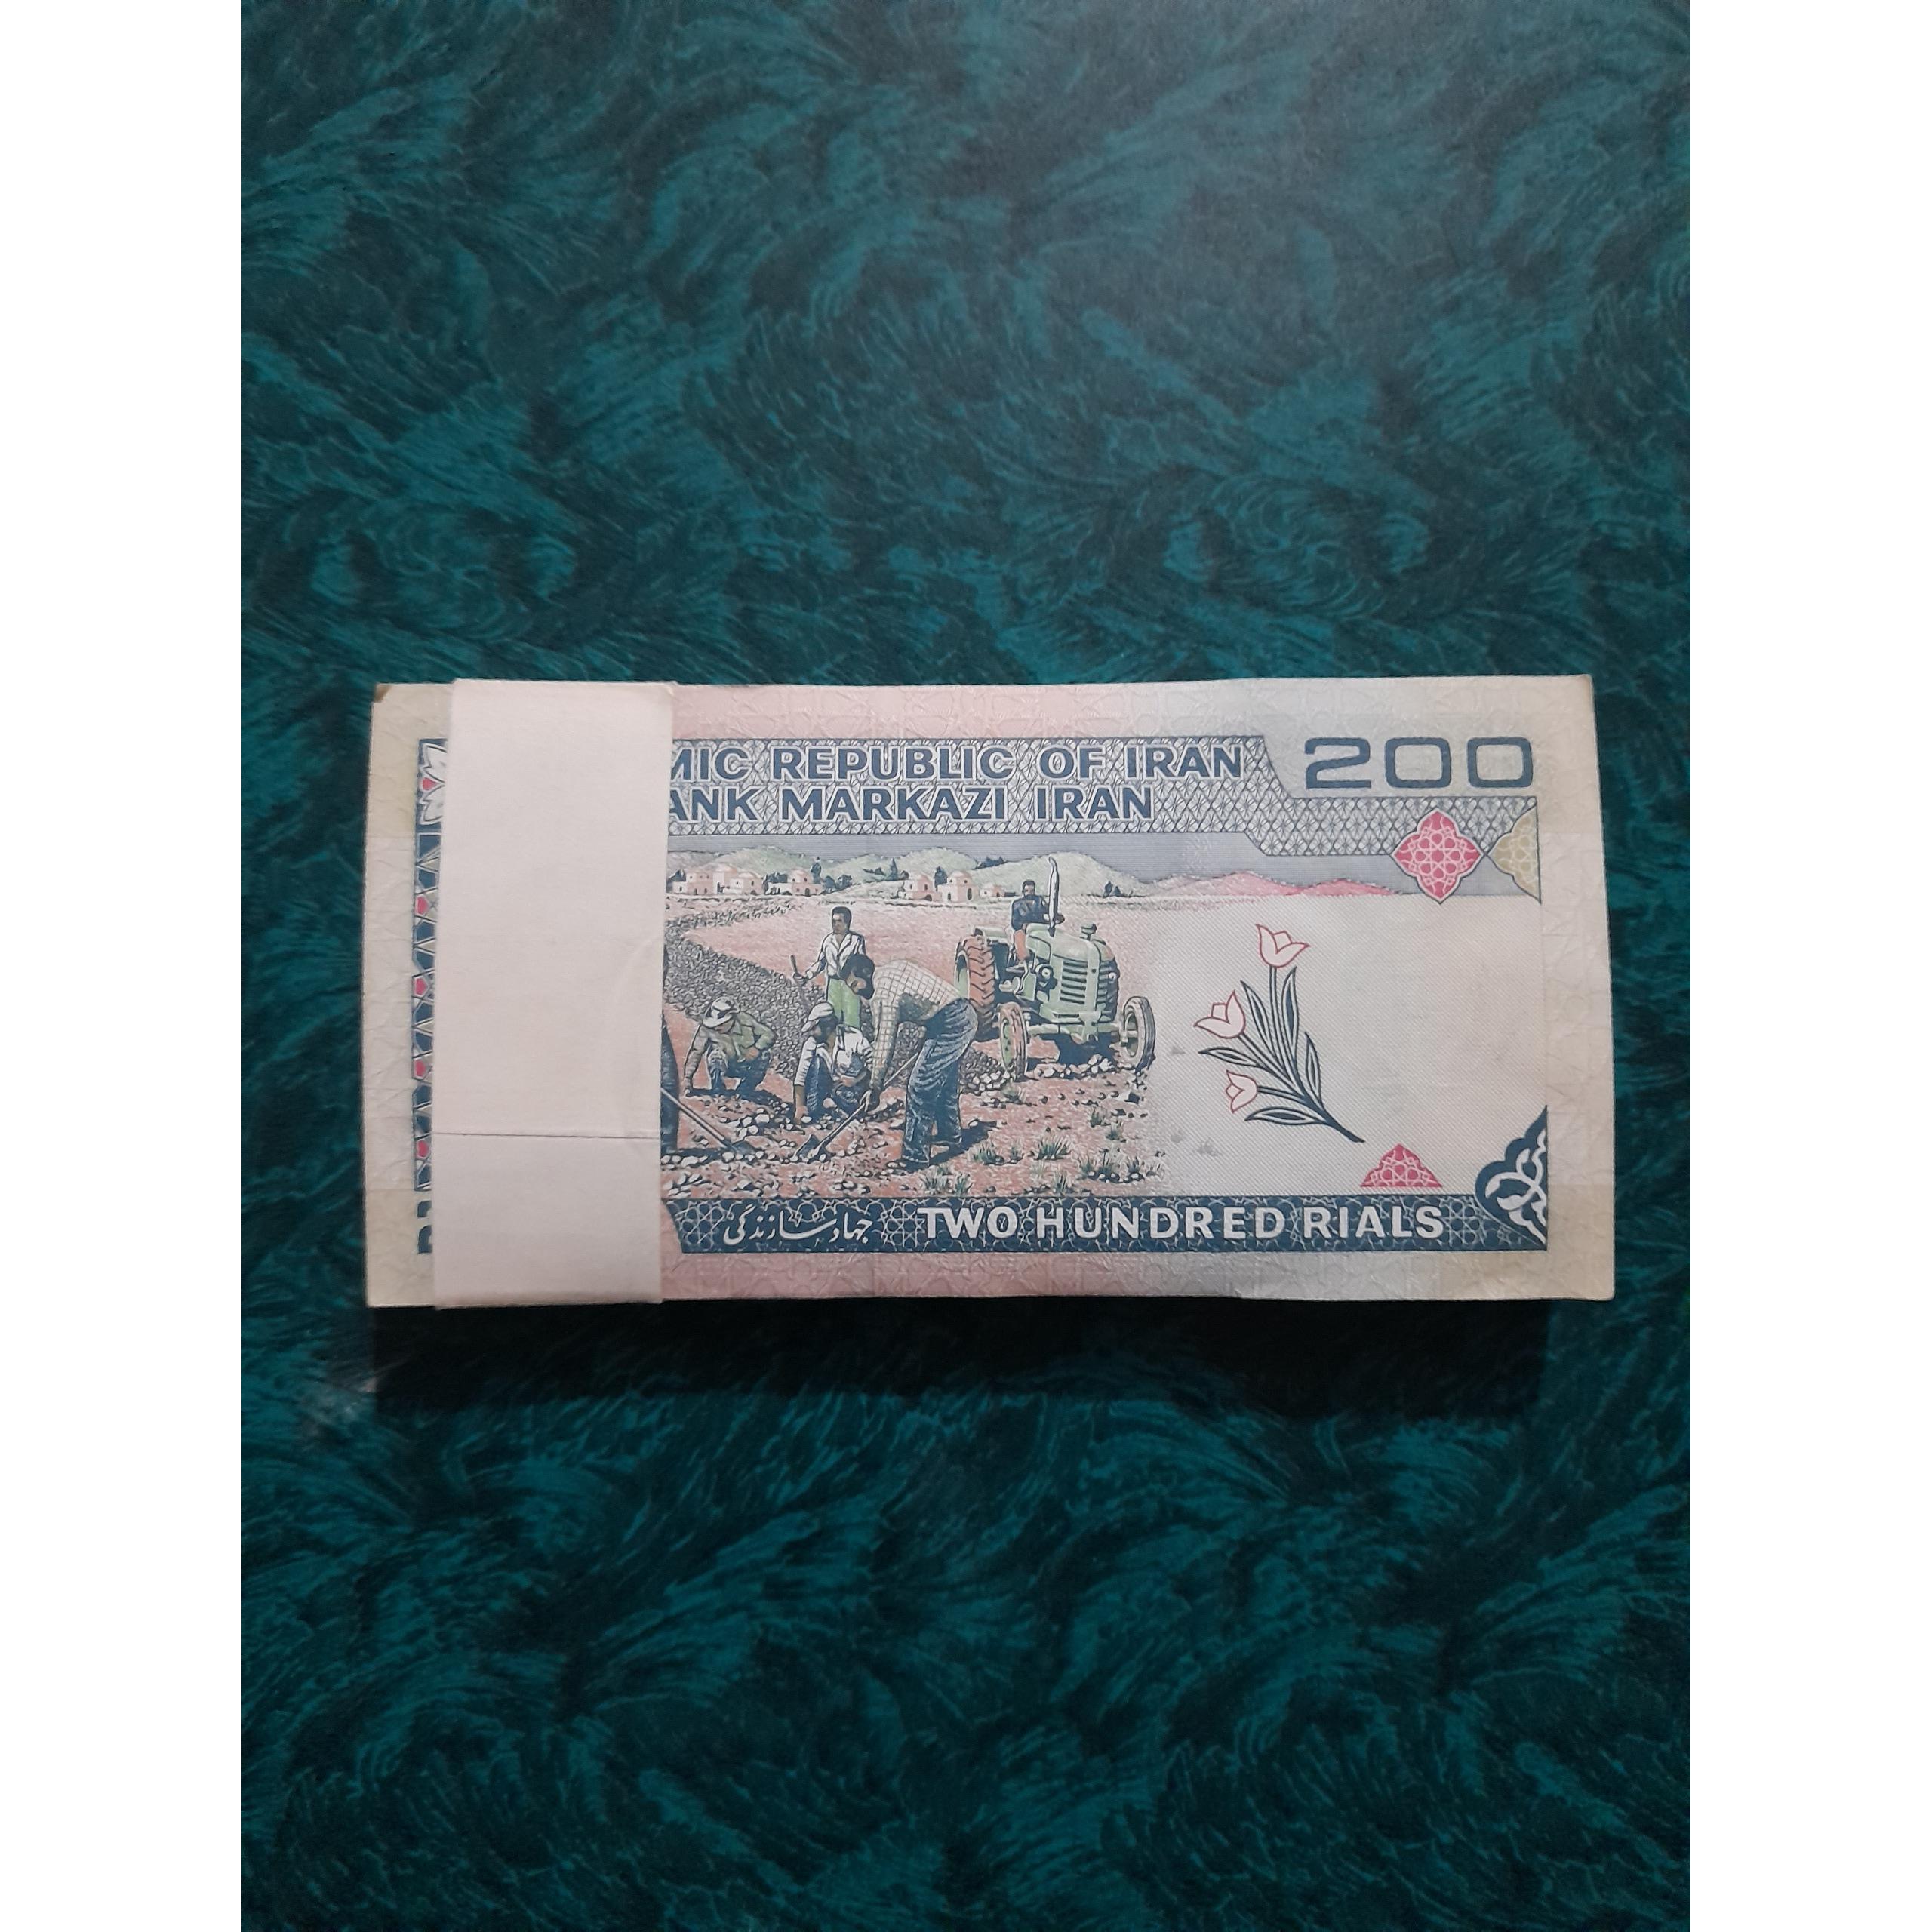 MIC REPUBLIC OF IRAN
200
ANK MARKAZI IRAN
جهاد سازندگی
TWO HUNDRED RIALS